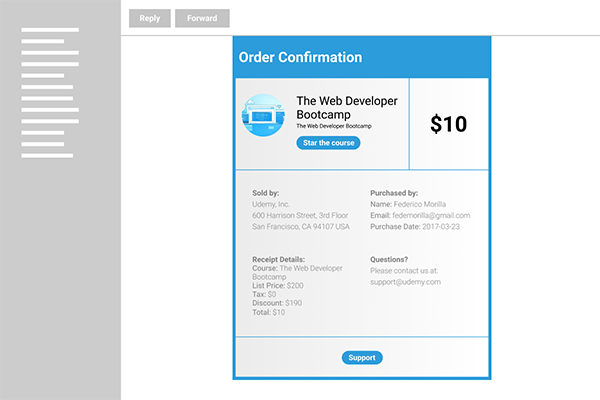 Reply
Forward
Order Confirmation
The Web Developer
Bootcamp
The Web Developer Bootcamp
Star the course
$10
Sold by:
Udemy, Inc.
600 Harrison Street, 3rd Floor
San Francisco, CA 94107 USA
Purchased by:
Name: Federico Morilla
Email: fedemorilla@gmail.com
Purchase Date: 2017-03-23
Receipt Details:
Course: The Web Developer
Bootcamp
List Price: $200
Tax: $0
Discount: $190
Total: $10
Questions?
Please contact us at:
support@udemy.com
Support